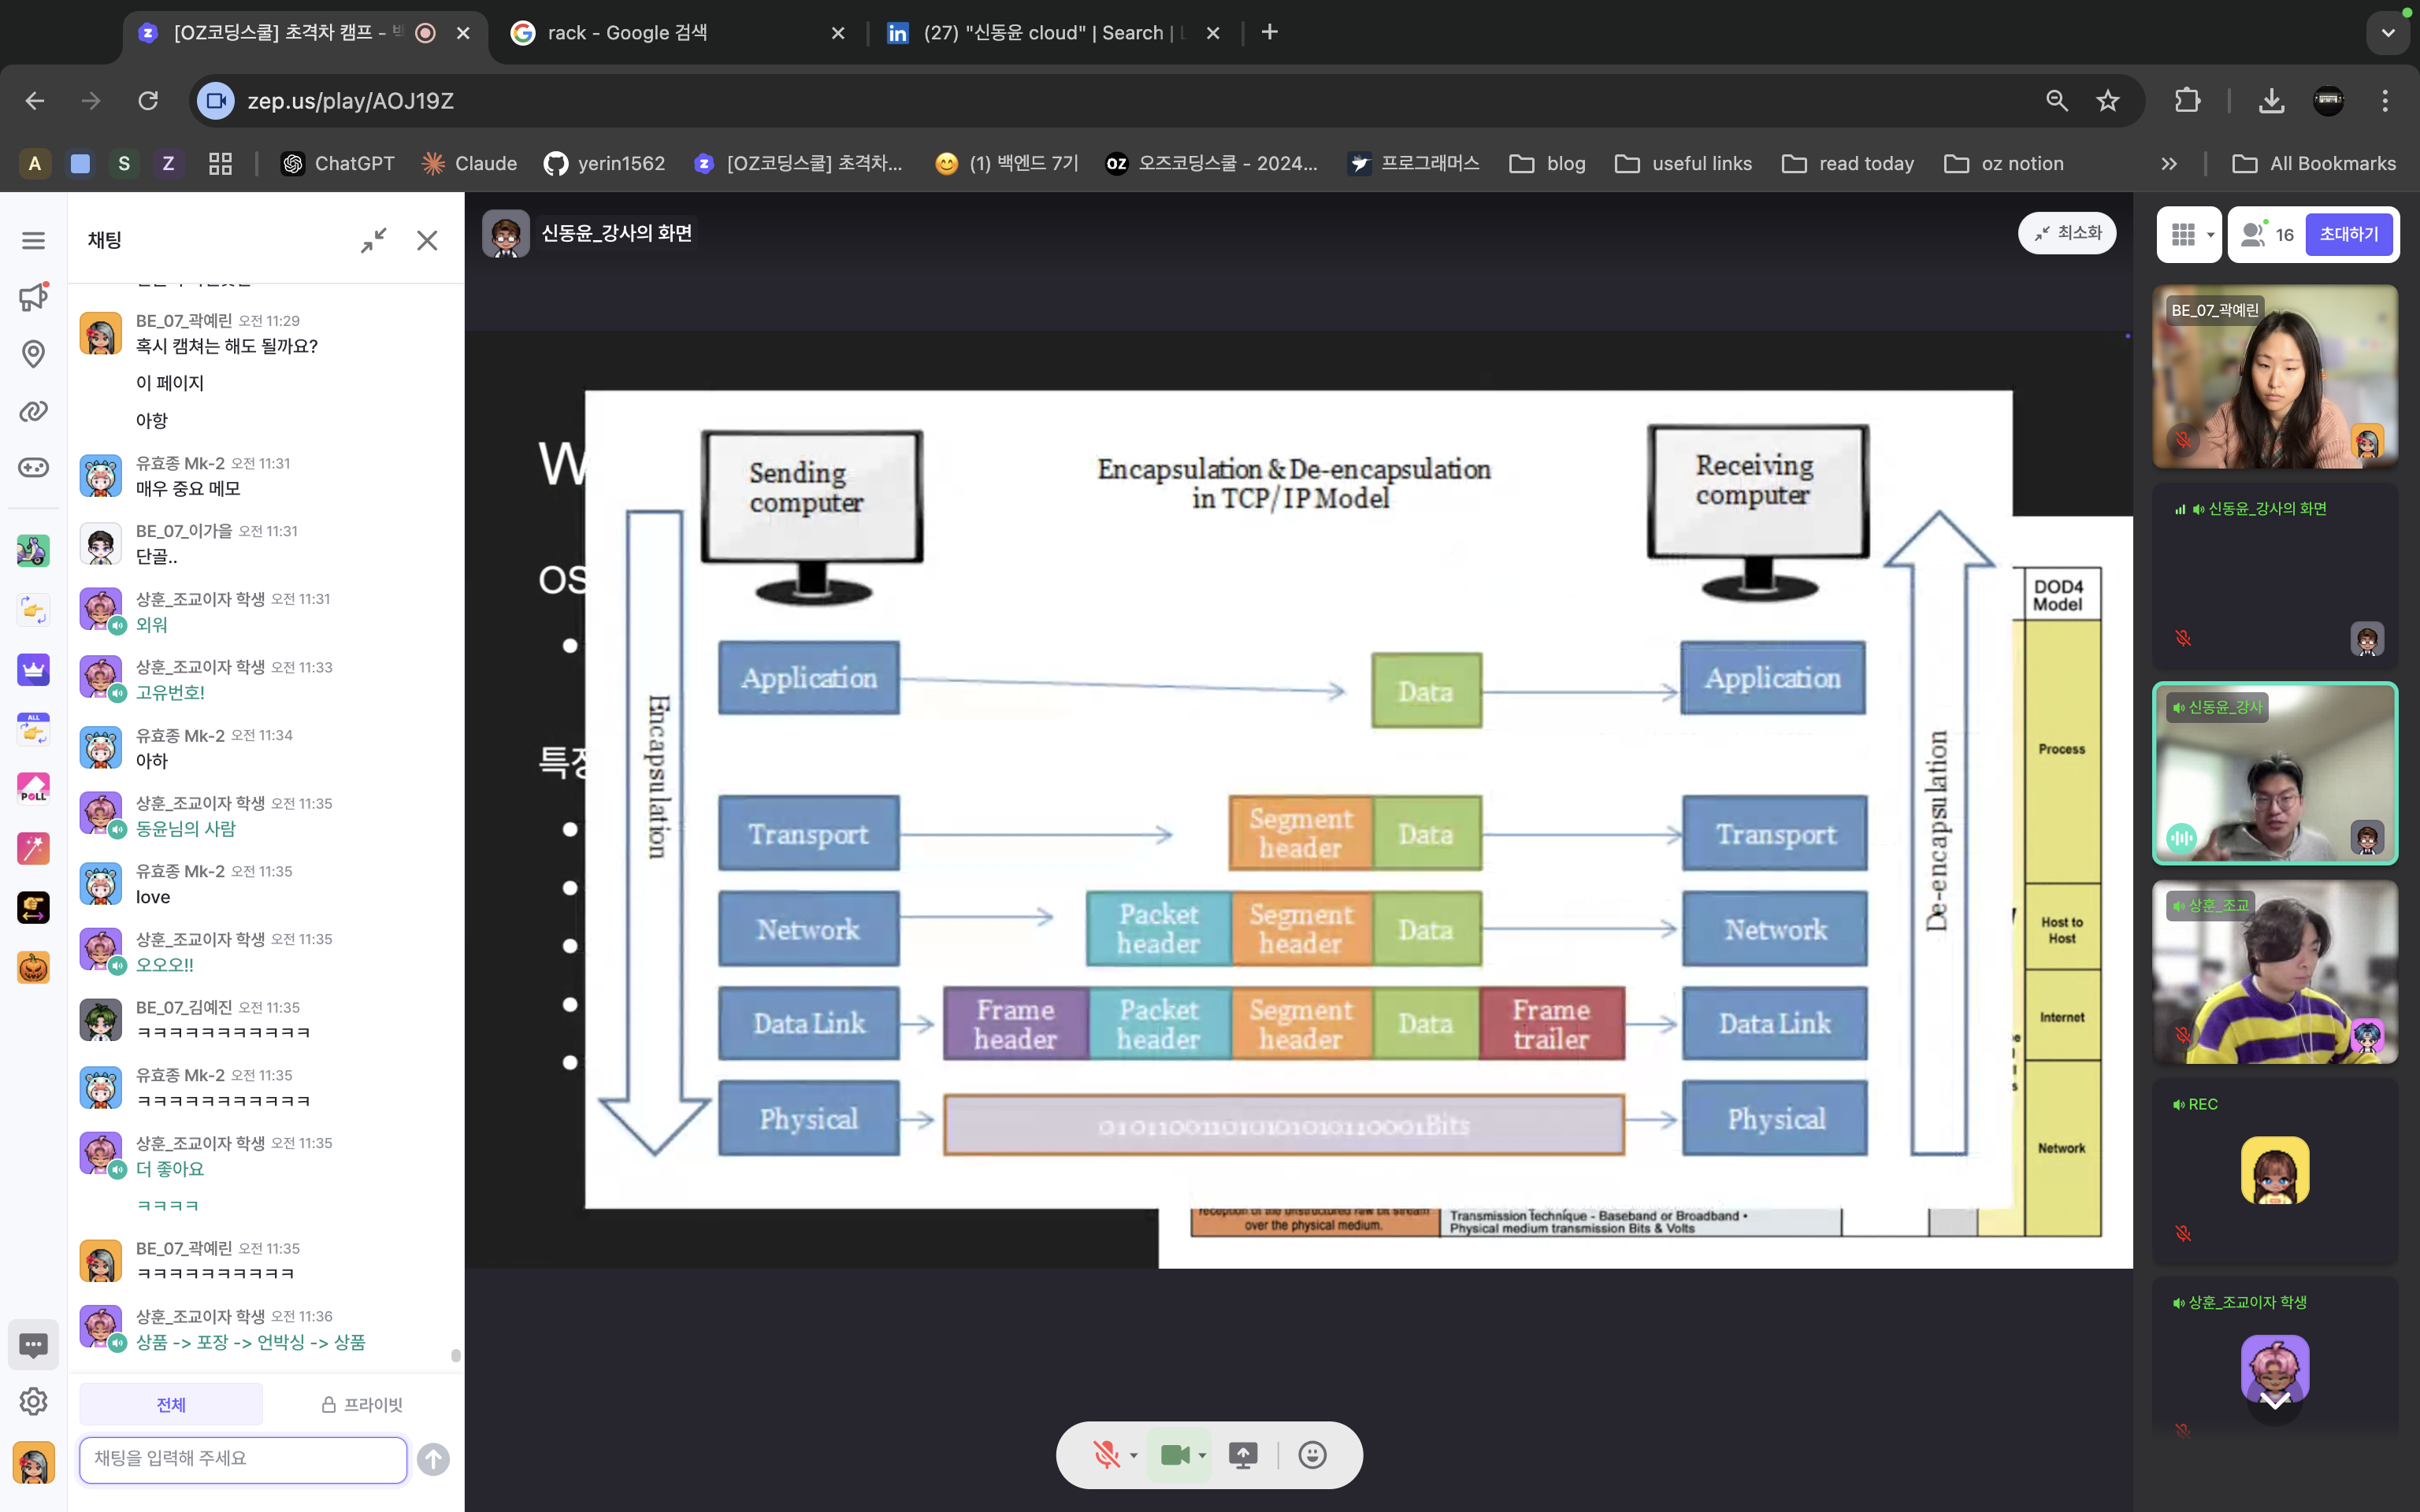 [OZ코딩스쿨] 초격차 캠프 -
rack - Google 검색
(27) "신동윤 cloud" | Search |
zep.us/play/AOJ19Z
A
S
Z
ChatGPT
Claude
yerin1562
[OZ코딩스쿨] 초격차...
(1) 백엔드 7기
OZ
오즈코딩스쿨 - 2024...
프로그래머스
blog
useful links
read today
oz notion
All Bookmarks
채팅
BE_07_곽예린 오전 11:29
혹시 캡쳐는 해도 될까요?
이 페이지
아항
유효종 Mk-2 오전 11:31
매우 중요 메모
BE_07_이가을 오전 11:31
단골..
상훈_조교이자 학생 오전 11:31
외워
상훈_조교이자 학생 오전 11:33
고유번호!
유효종 Mk-2 오전 11:34
아하
상훈_조교이자 학생 오전 11:35
동윤님의 사람
유효종 Mk-2 오전 11:35
love
상훈_조교이자 학생 오전 11:35
오오오!!
BE_07_김예진 오전 11:35
ㅋㅋㅋㅋㅋㅋㅋㅋㅋㅋㅋ
유효종 Mk-2 오전 11:35
ㅋㅋㅋㅋㅋㅋㅋㅋㅋㅋㅋ
상훈_조교이자 학생 오전 11:35
더 좋아요
ㅋㅋㅋㅋ
BE_07_곽예린 오전 11:35
ㅋㅋㅋㅋㅋㅋㅋㅋㅋㅋ
상훈_조교이자 학생 오전 11:36
상품 -> 포장 -> 언박싱 -> 상품
전체
프라이빗
채팅을 입력해 주세요
ALL
POLL
신동윤_강사의 화면
최소화
W
OS
특정
Sending
computer
Encapsulation & De-encapsulation
in TCP/IP Model
Receiving
computer
Encapsulation
De-encapsulation
Application
Data
Application
Transport
Segment
header
Data
Transport
Network
Packet
header
Segment
header
Data
Network
Data Link
Frame
header
Packet
header
Segment
header
Data
Frame
trailer
Data Link
Physical
Bits
Physical
DOD4
Model
Process
Host to
Host
Internet
Network
reception of the unstructured raw bit stream
over the physical medium.
Transmission technique - Baseband or Broadband •
Physical medium transmission Bits & Volts
16
초대하기
BE_07_곽예린
신동윤_강사의 화면
신동윤_강사
상훈_조교
REC
상훈_조교이자 학생